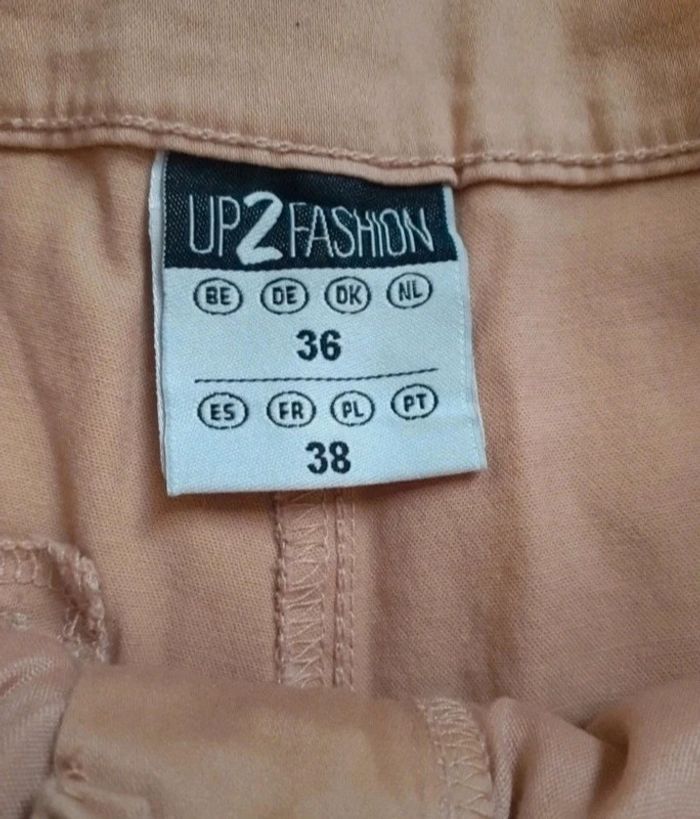 UP2FASHION
BE DE DK NL
36
ES FR PL PT
38